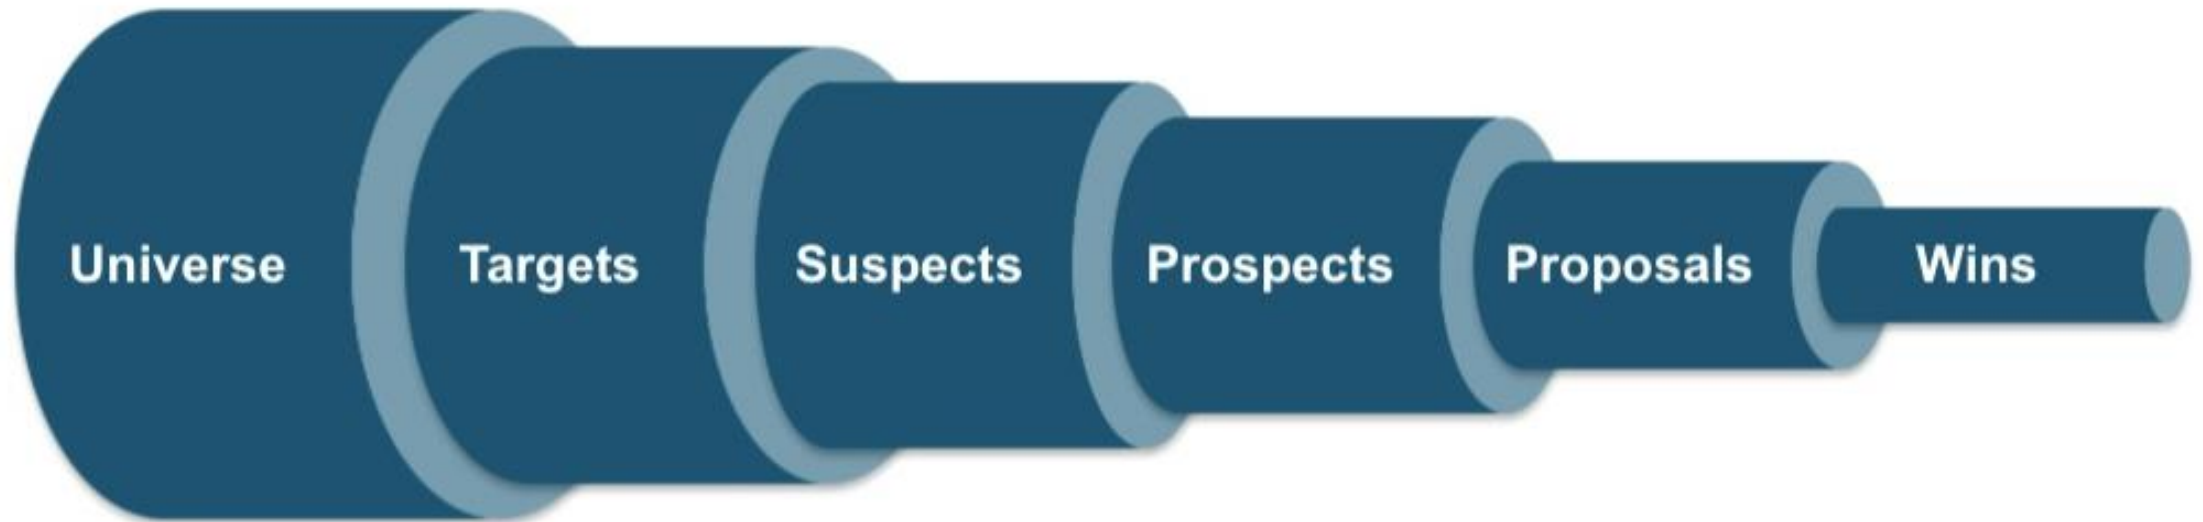 Universe
Targets
Suspects
Prospects
Proposals
Wins